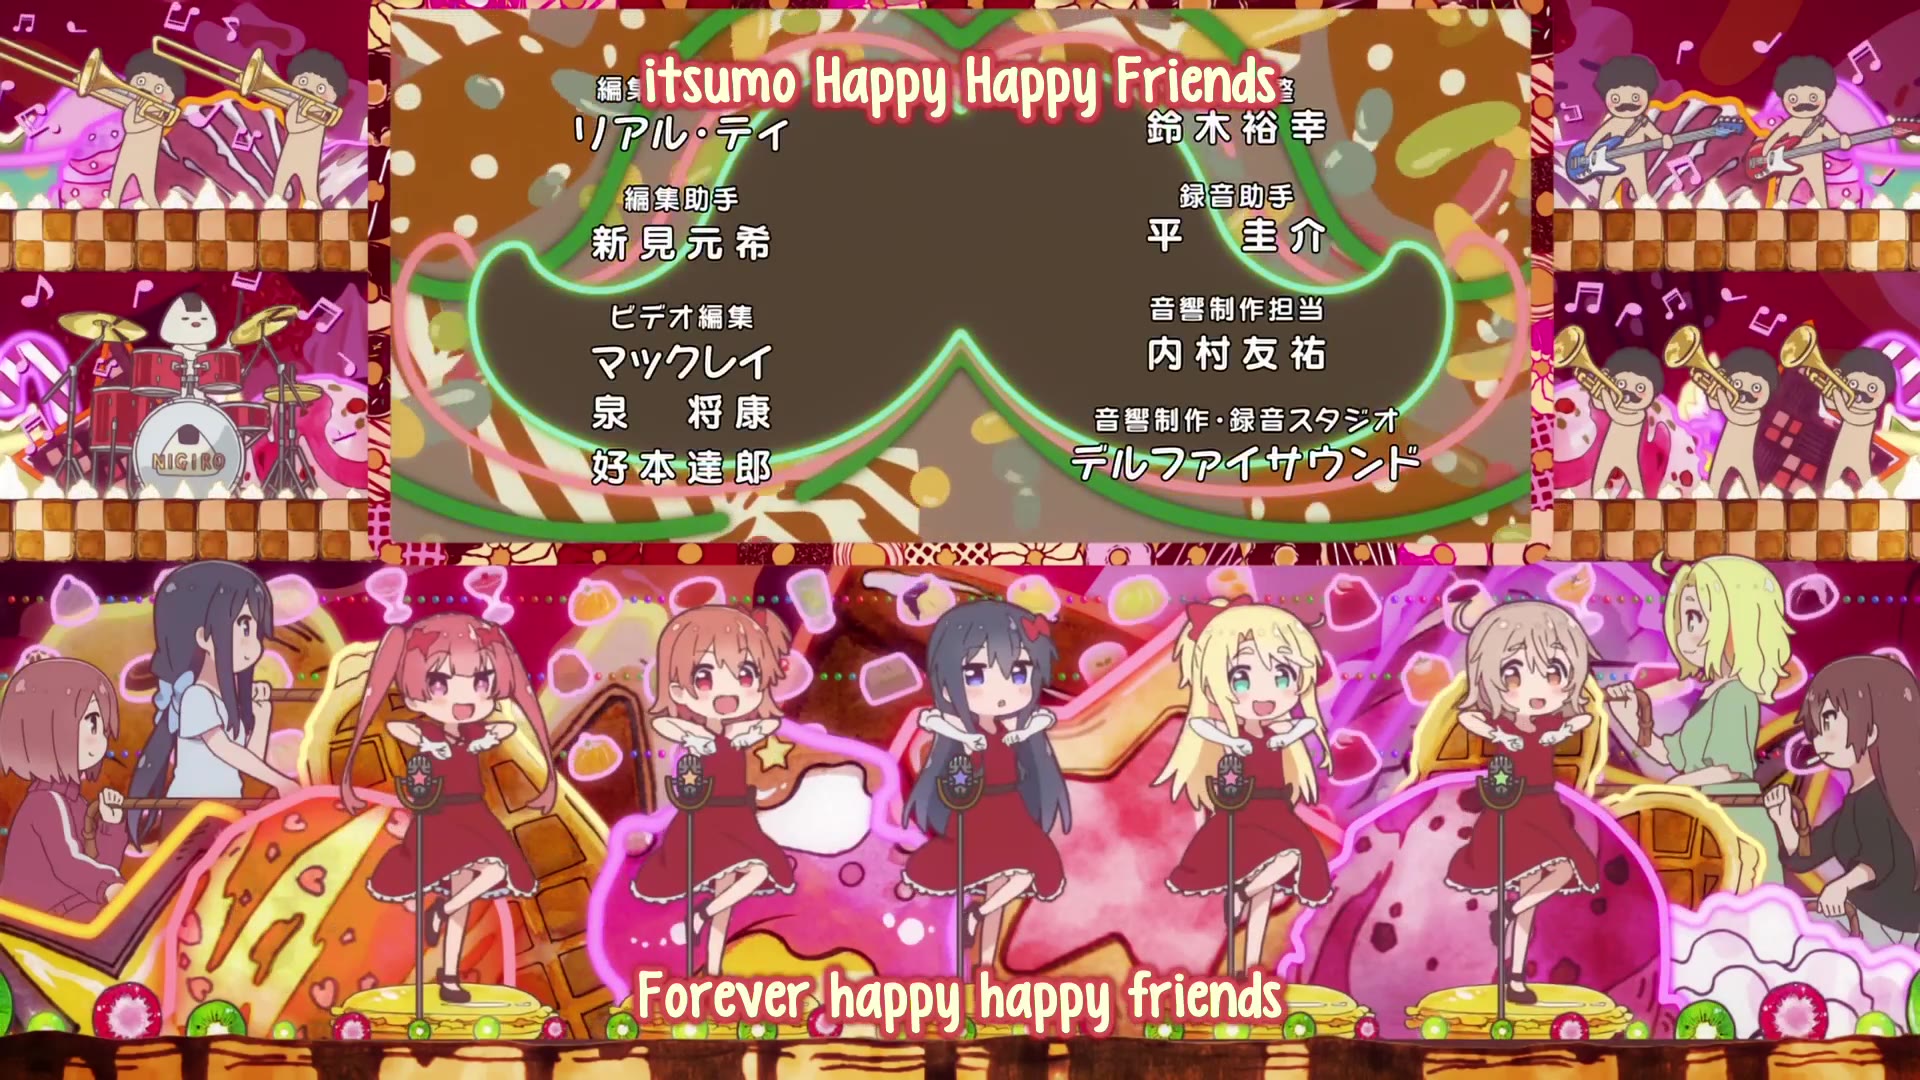 itsumo Happy Happy Friends
編集
リアル・ティ
編集助手
新見元希
ビデオ編集
マックレイ
泉　将康
好本達郎
整
鈴木裕幸
録音助手
平　圭介
音響制作担当
内村友祐
音響制作・録音スタジオ
デルファイサウンド
NIGIRO
Forever happy happy friends